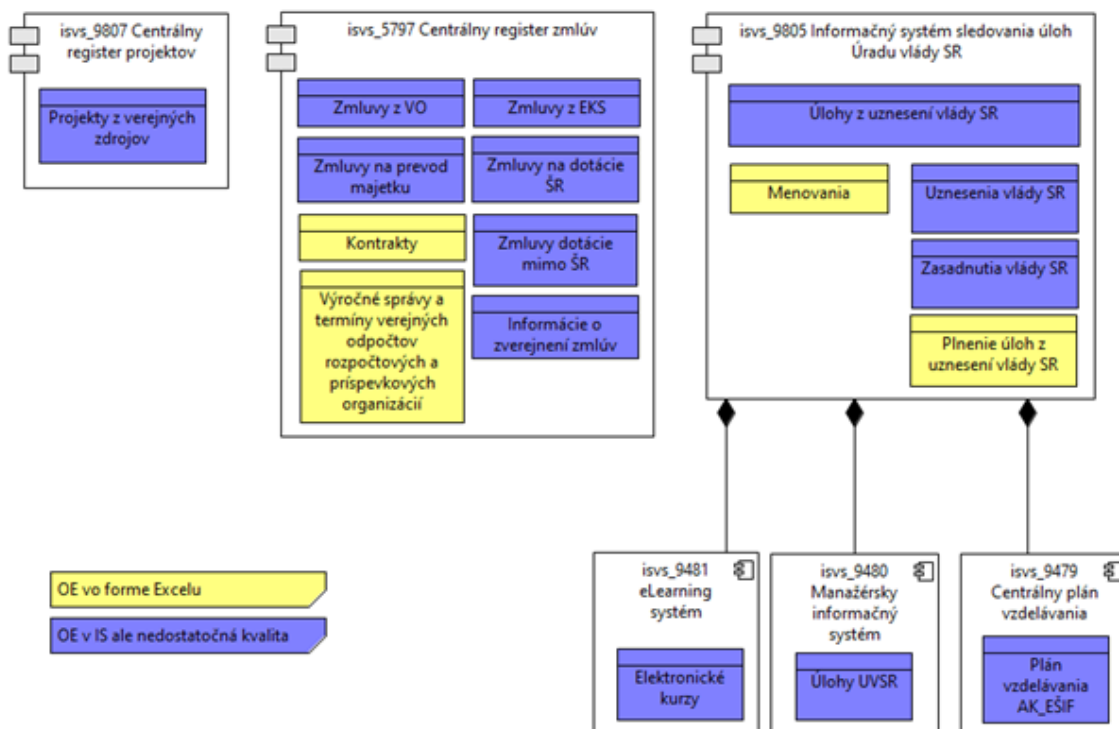 isvs_9807 Centrálny
register projektov
Projekty z verejných
zdrojov
isvs_5797 Centrálny register zmlúv
Zmluvy z VO
Zmluvy z EKS
Zmluvy na prevod
majetku
Zmluvy na dotácie
ŠR
Kontrakty
Zmluvy dotácie
mimo ŠR
Výročné správy a
termíny verejných
odpočtov
rozpočtových a
príspevkových
organizácií
Informácie o
zverejnení zmlúv
isvs_9805 Informačný systém sledovania úloh
Úradu vlády SR
Úlohy z uznesení vlády SR
Menovania
Uznesenia vlády SR
Zasadnutia vlády SR
Plnenie úloh z
uznesení vlády SR
isvs_9481
eLearning
systém
Elektronické
kurzy
isvs_9480
Manažérsky
informačný
systém
Úlohy UVSR
isvs_9479
Centrálny plán
vzdelávania
Plán
vzdelávania
AK_EŠIF
OE vo forme Excelu
OE v IS ale nedostatočná kvalita